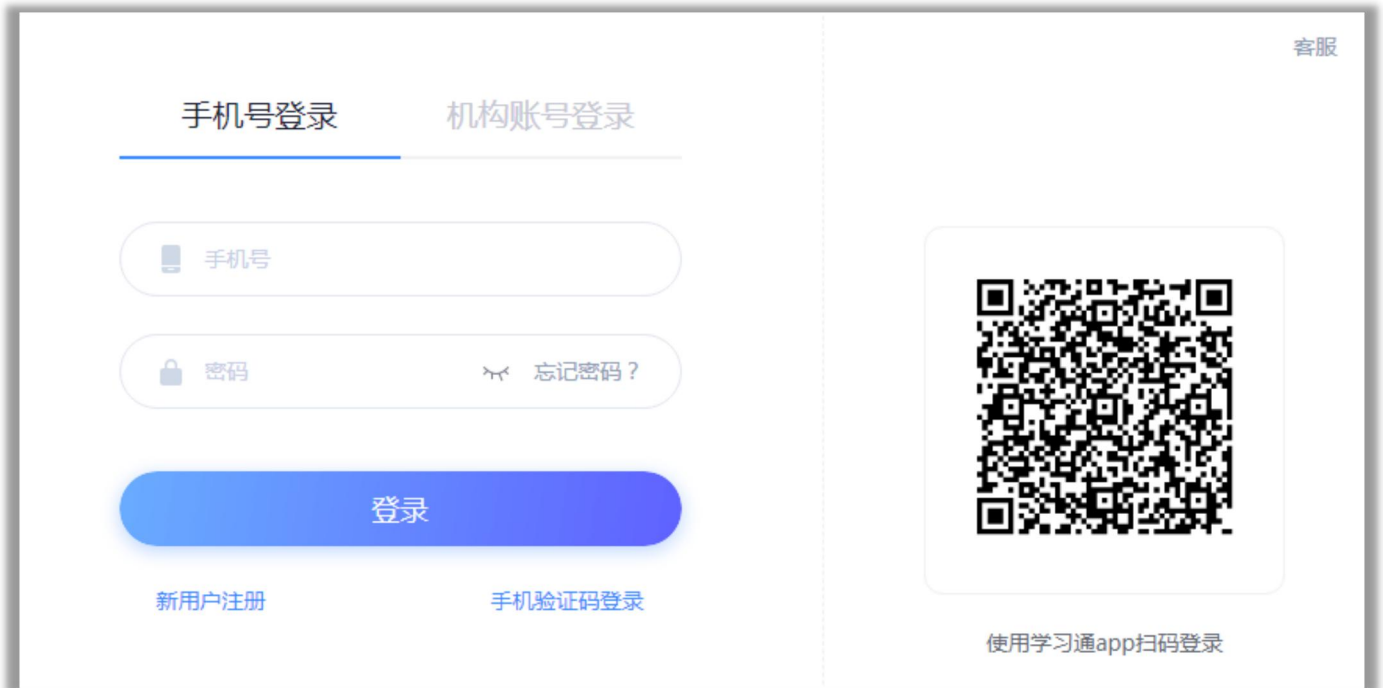 客服
手机号登录 机构账号登录
手机号
密码 忘记密码？
登录
新用户注册 手机验证码登录
使用学习通app扫码登录